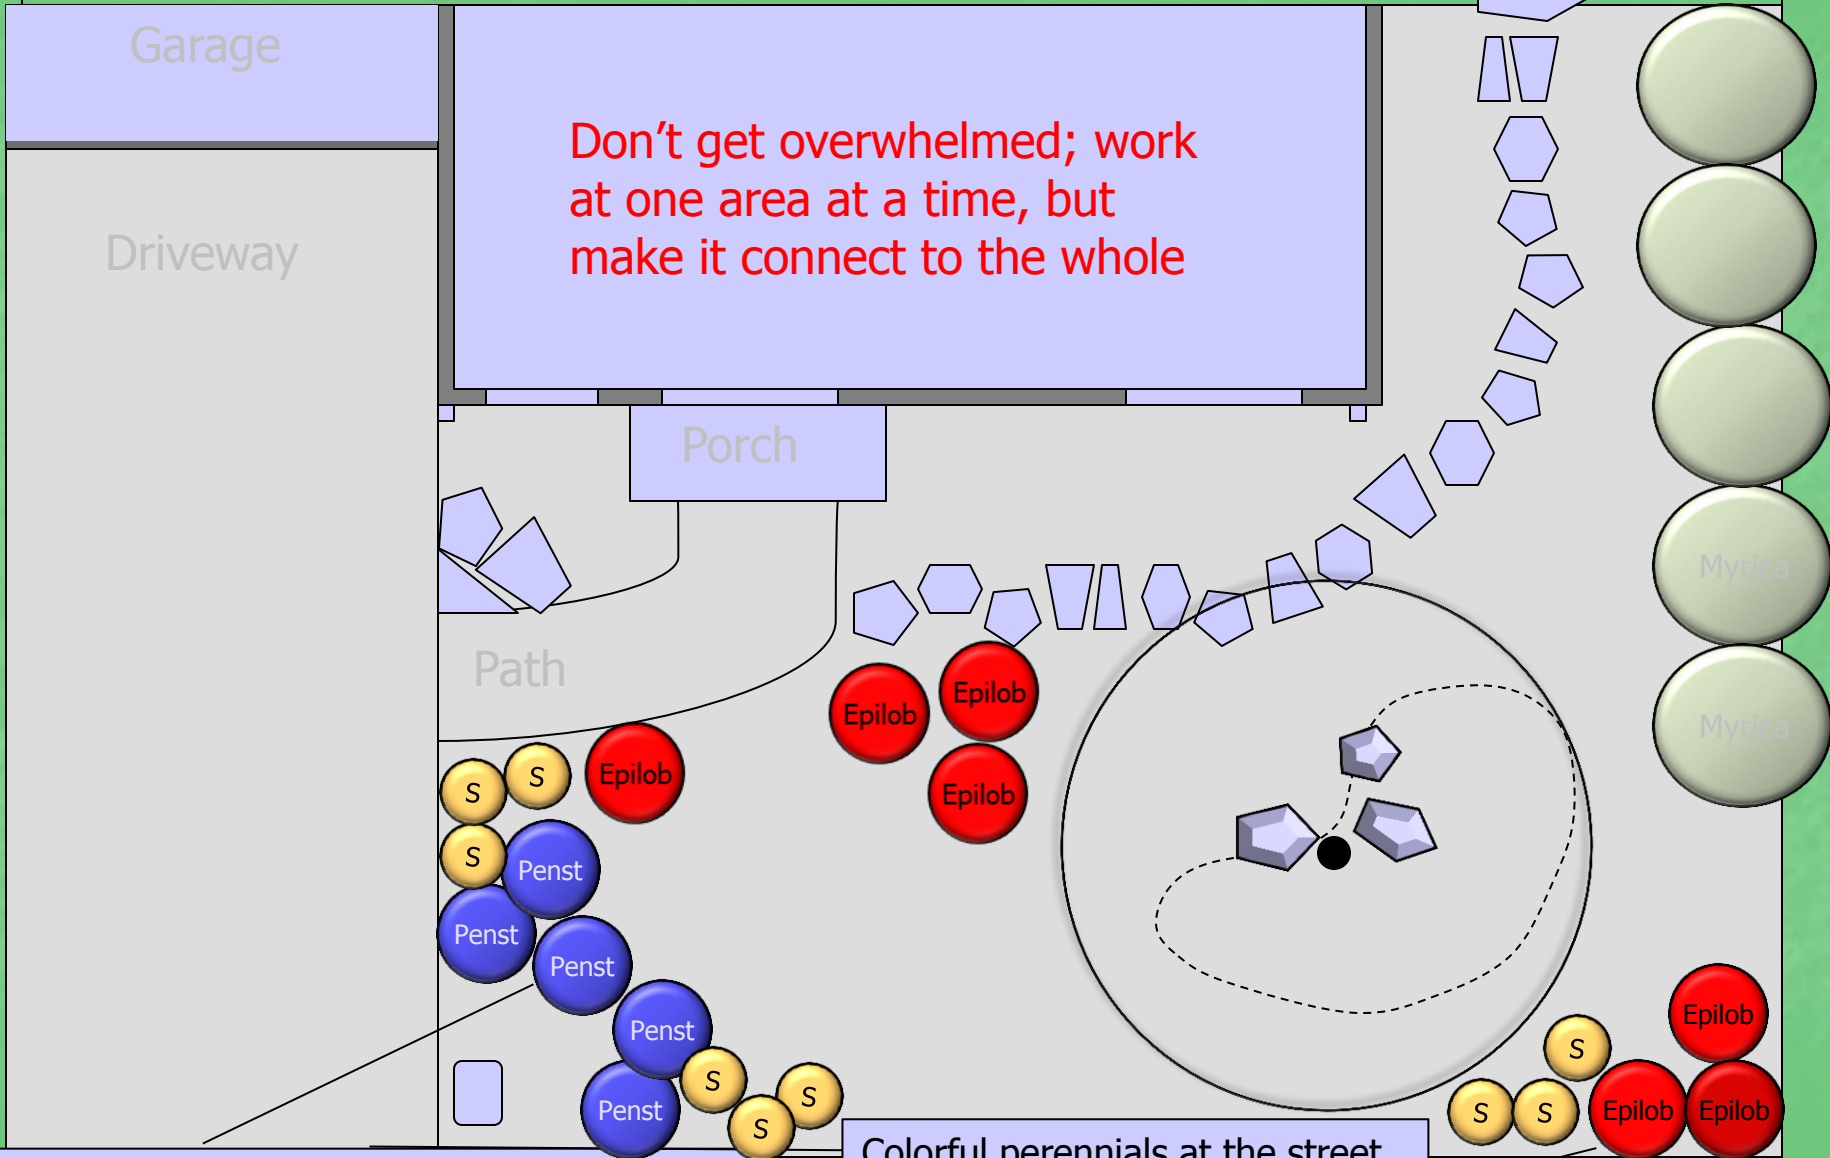 Garage
Don’t get overwhelmed; work
at one area at a time, but
make it connect to the whole
Driveway
Porch
Myrica
Path
Epilob
Epilob
Myrica
S
S
Epilob
Epilob
S
Penst
Penst
Penst
Epilob
Penst
S
S
S
Penst
S
S
S
Epilob
Epilob
S
Colorful perennials at the street